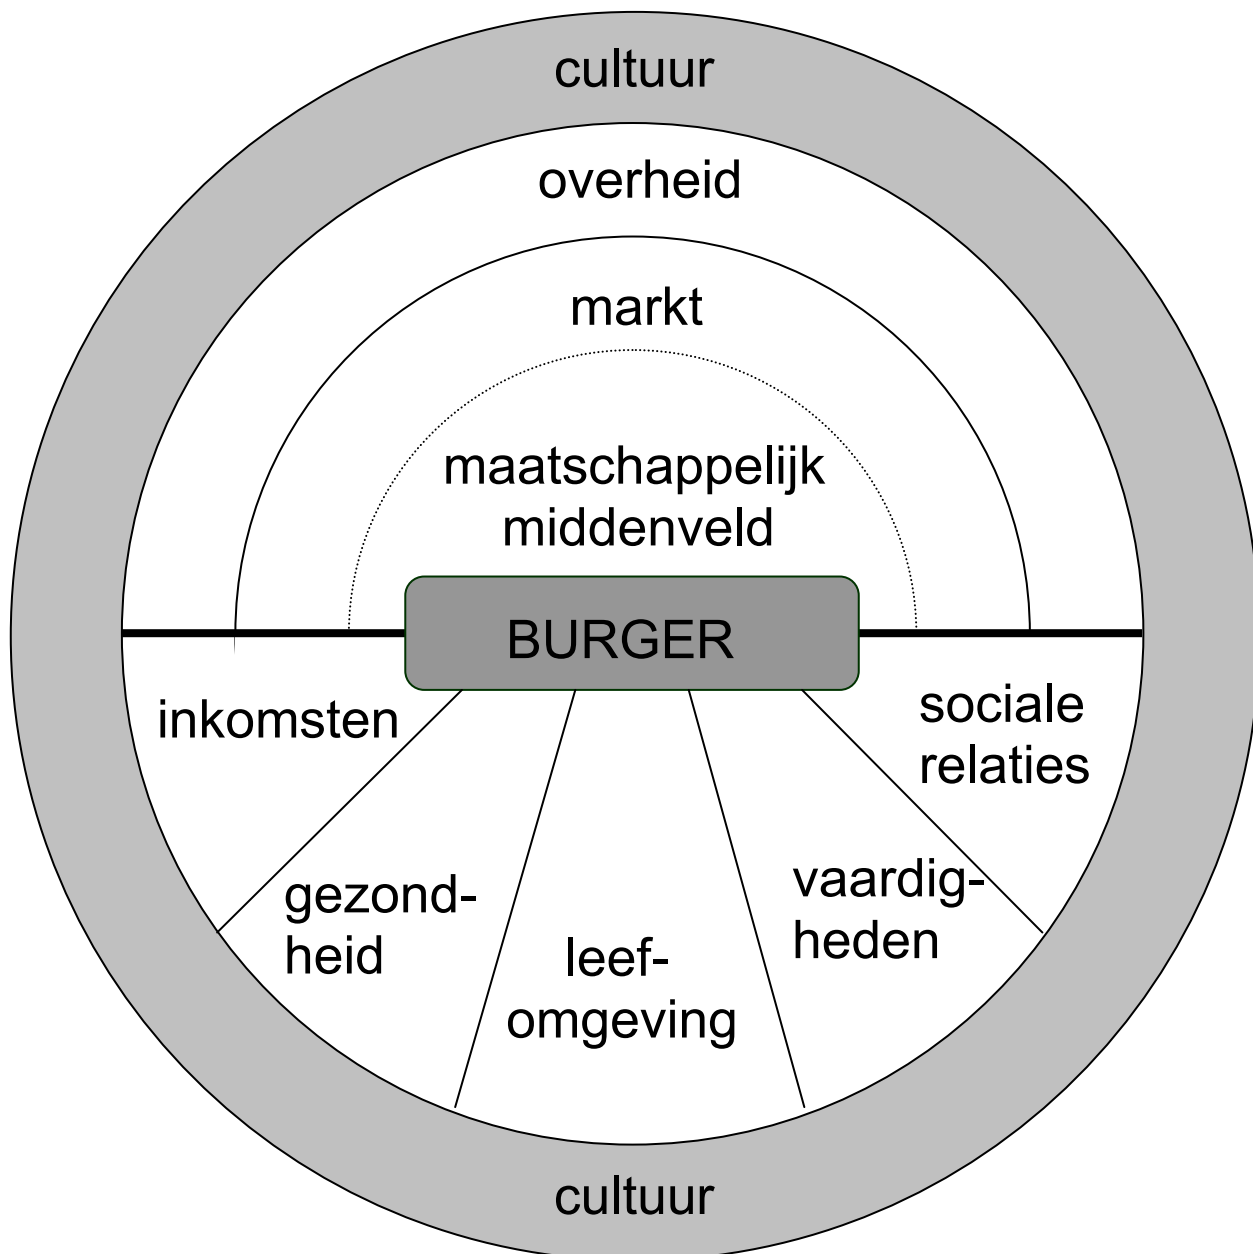 cultuur
overheid
markt
maatschappelijk
middenveld
BURGER
inkomsten
sociale
relaties
gezond-
heid
vaardig-
heden
leef-
omgeving
cultuur